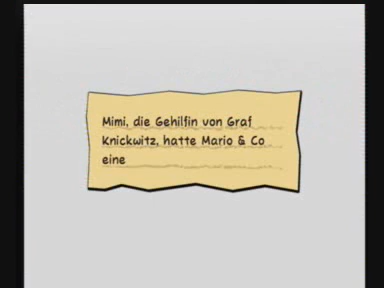 Mimi, die Gehilfin von Graf
Knickwitz, hatte Mario & Co
eine